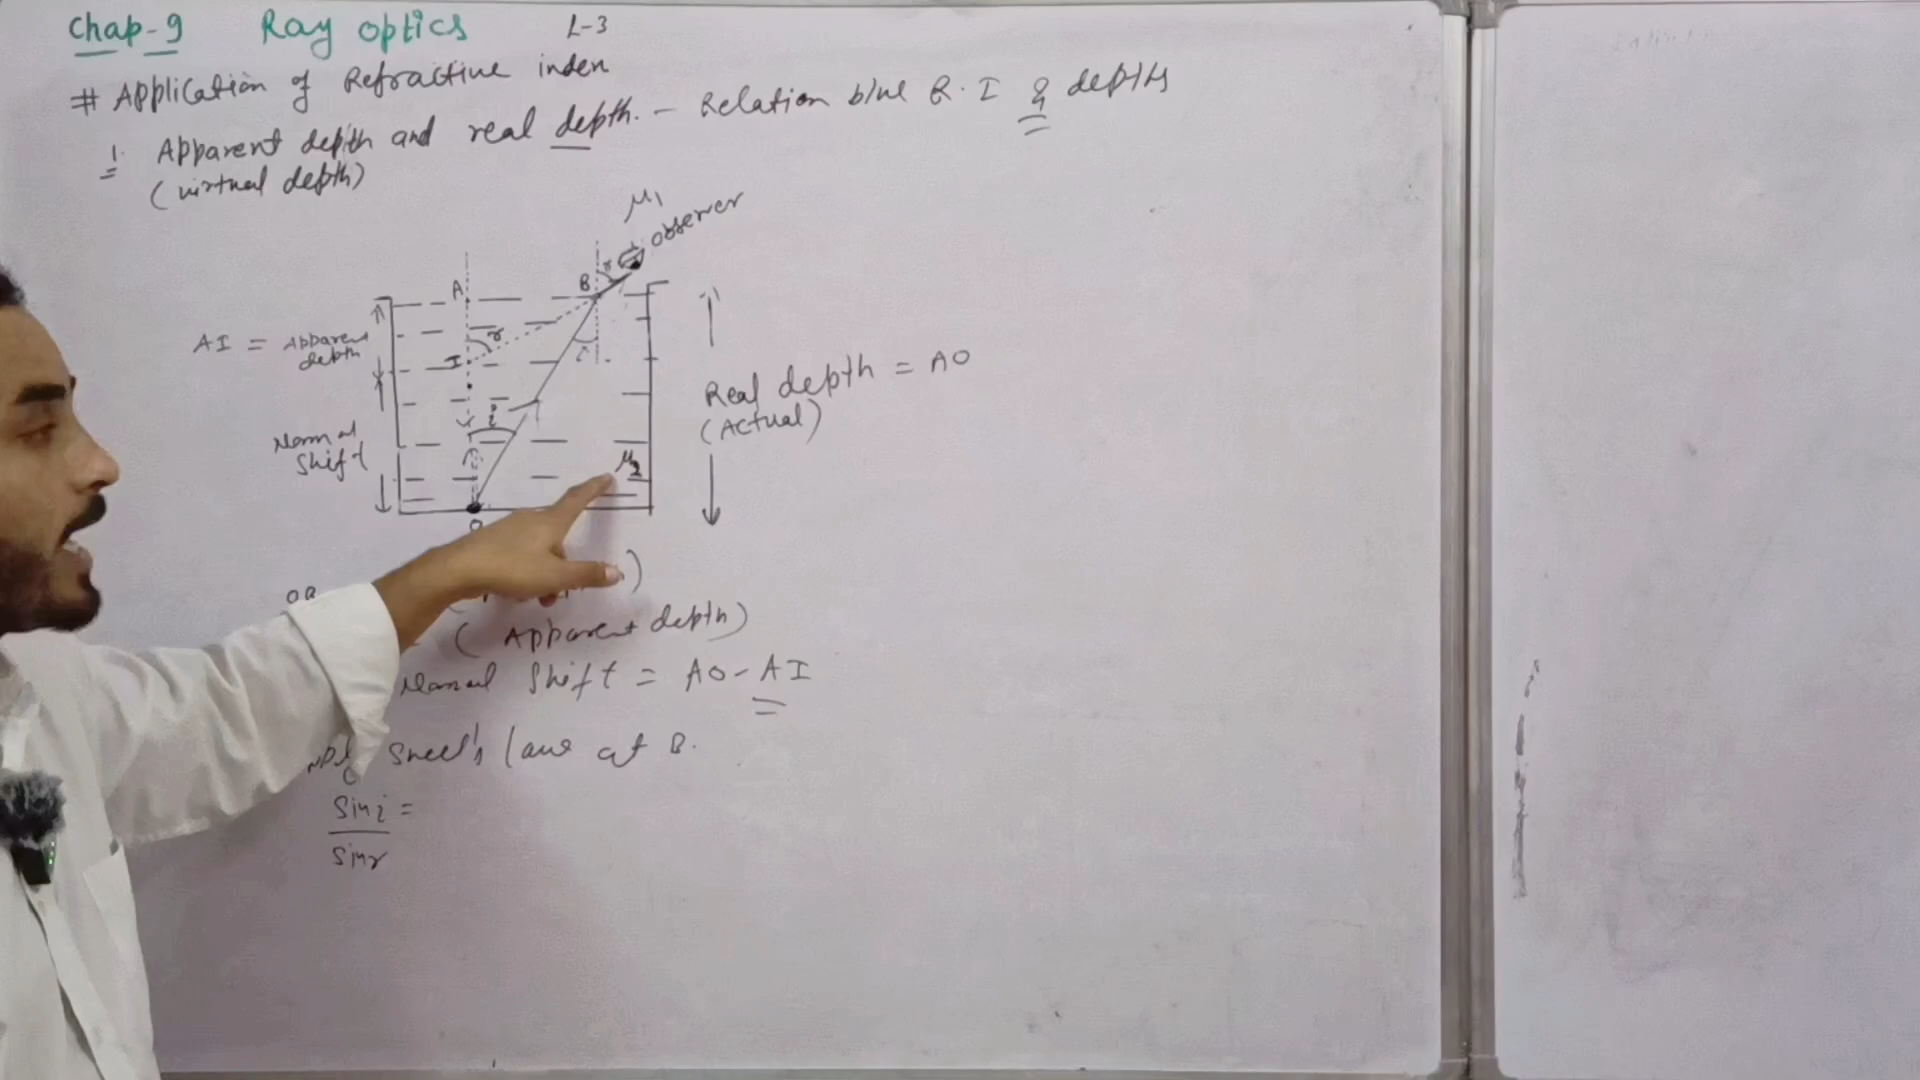 Chap-9 Ray optics L-3
# Application of Refractive index
1. Apparent depth and real depth. - Relation b/w R.I & depths
(virtual depth)
μ1
observer
A B r
AI = Apparent depth
r
I i
Real depth = AO
(Actual)
i
Normal shift
μ2
O
(Apparent depth)
Normal shift = AO - AI
Snell's law at B.
sin i =
sin r